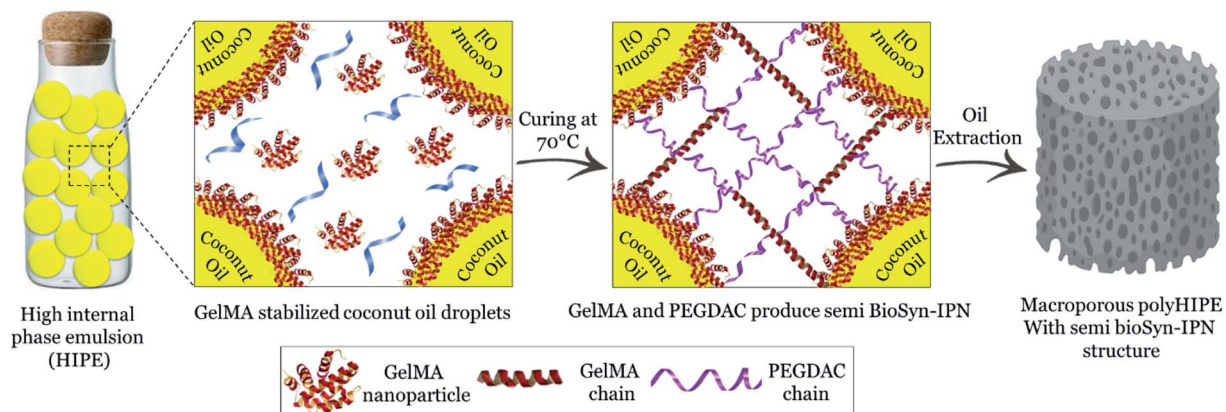 Coconut
Oil
Coconut
Oil
Coconut
Oil
Coconut
Oil
Curing at
70°C
Coconut
Oil
Coconut
Oil
Coconut
Oil
Coconut
Oil
Oil
Extraction
High internal
phase emulsion
(HIPE)
GelMA stabilized coconut oil droplets
GelMA and PEGDAC produce semi BioSyn-IPN
Macroporous polyHIPE
With semi bioSyn-IPN
structure
GelMA
nanoparticle
GelMA
chain
PEGDAC
chain